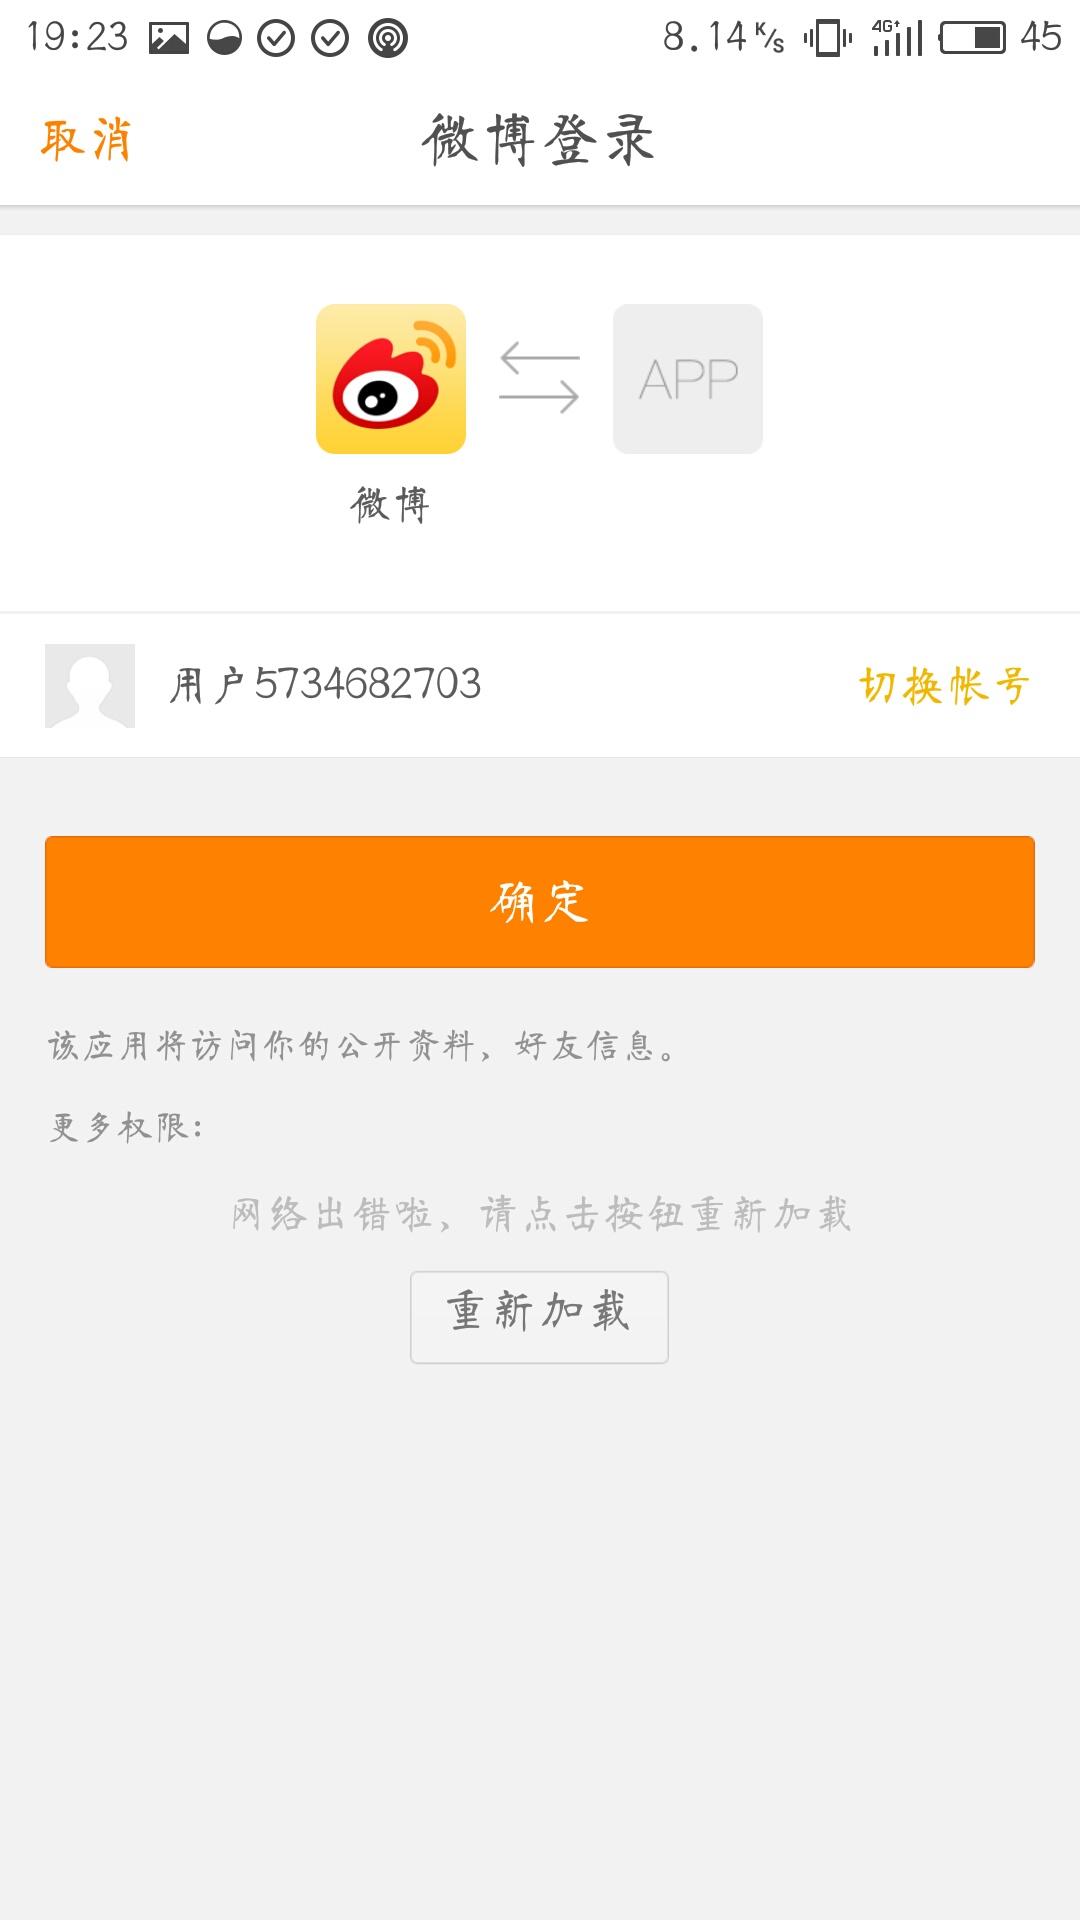 19:23 8.14 K/s 4G+ 45
取消 微博登录
APP
微博
用户5734682703 切换帐号
确定
该应用将访问你的公开资料、好友信息。
更多权限：
网络出错啦，请点击按钮重新加载
重新加载